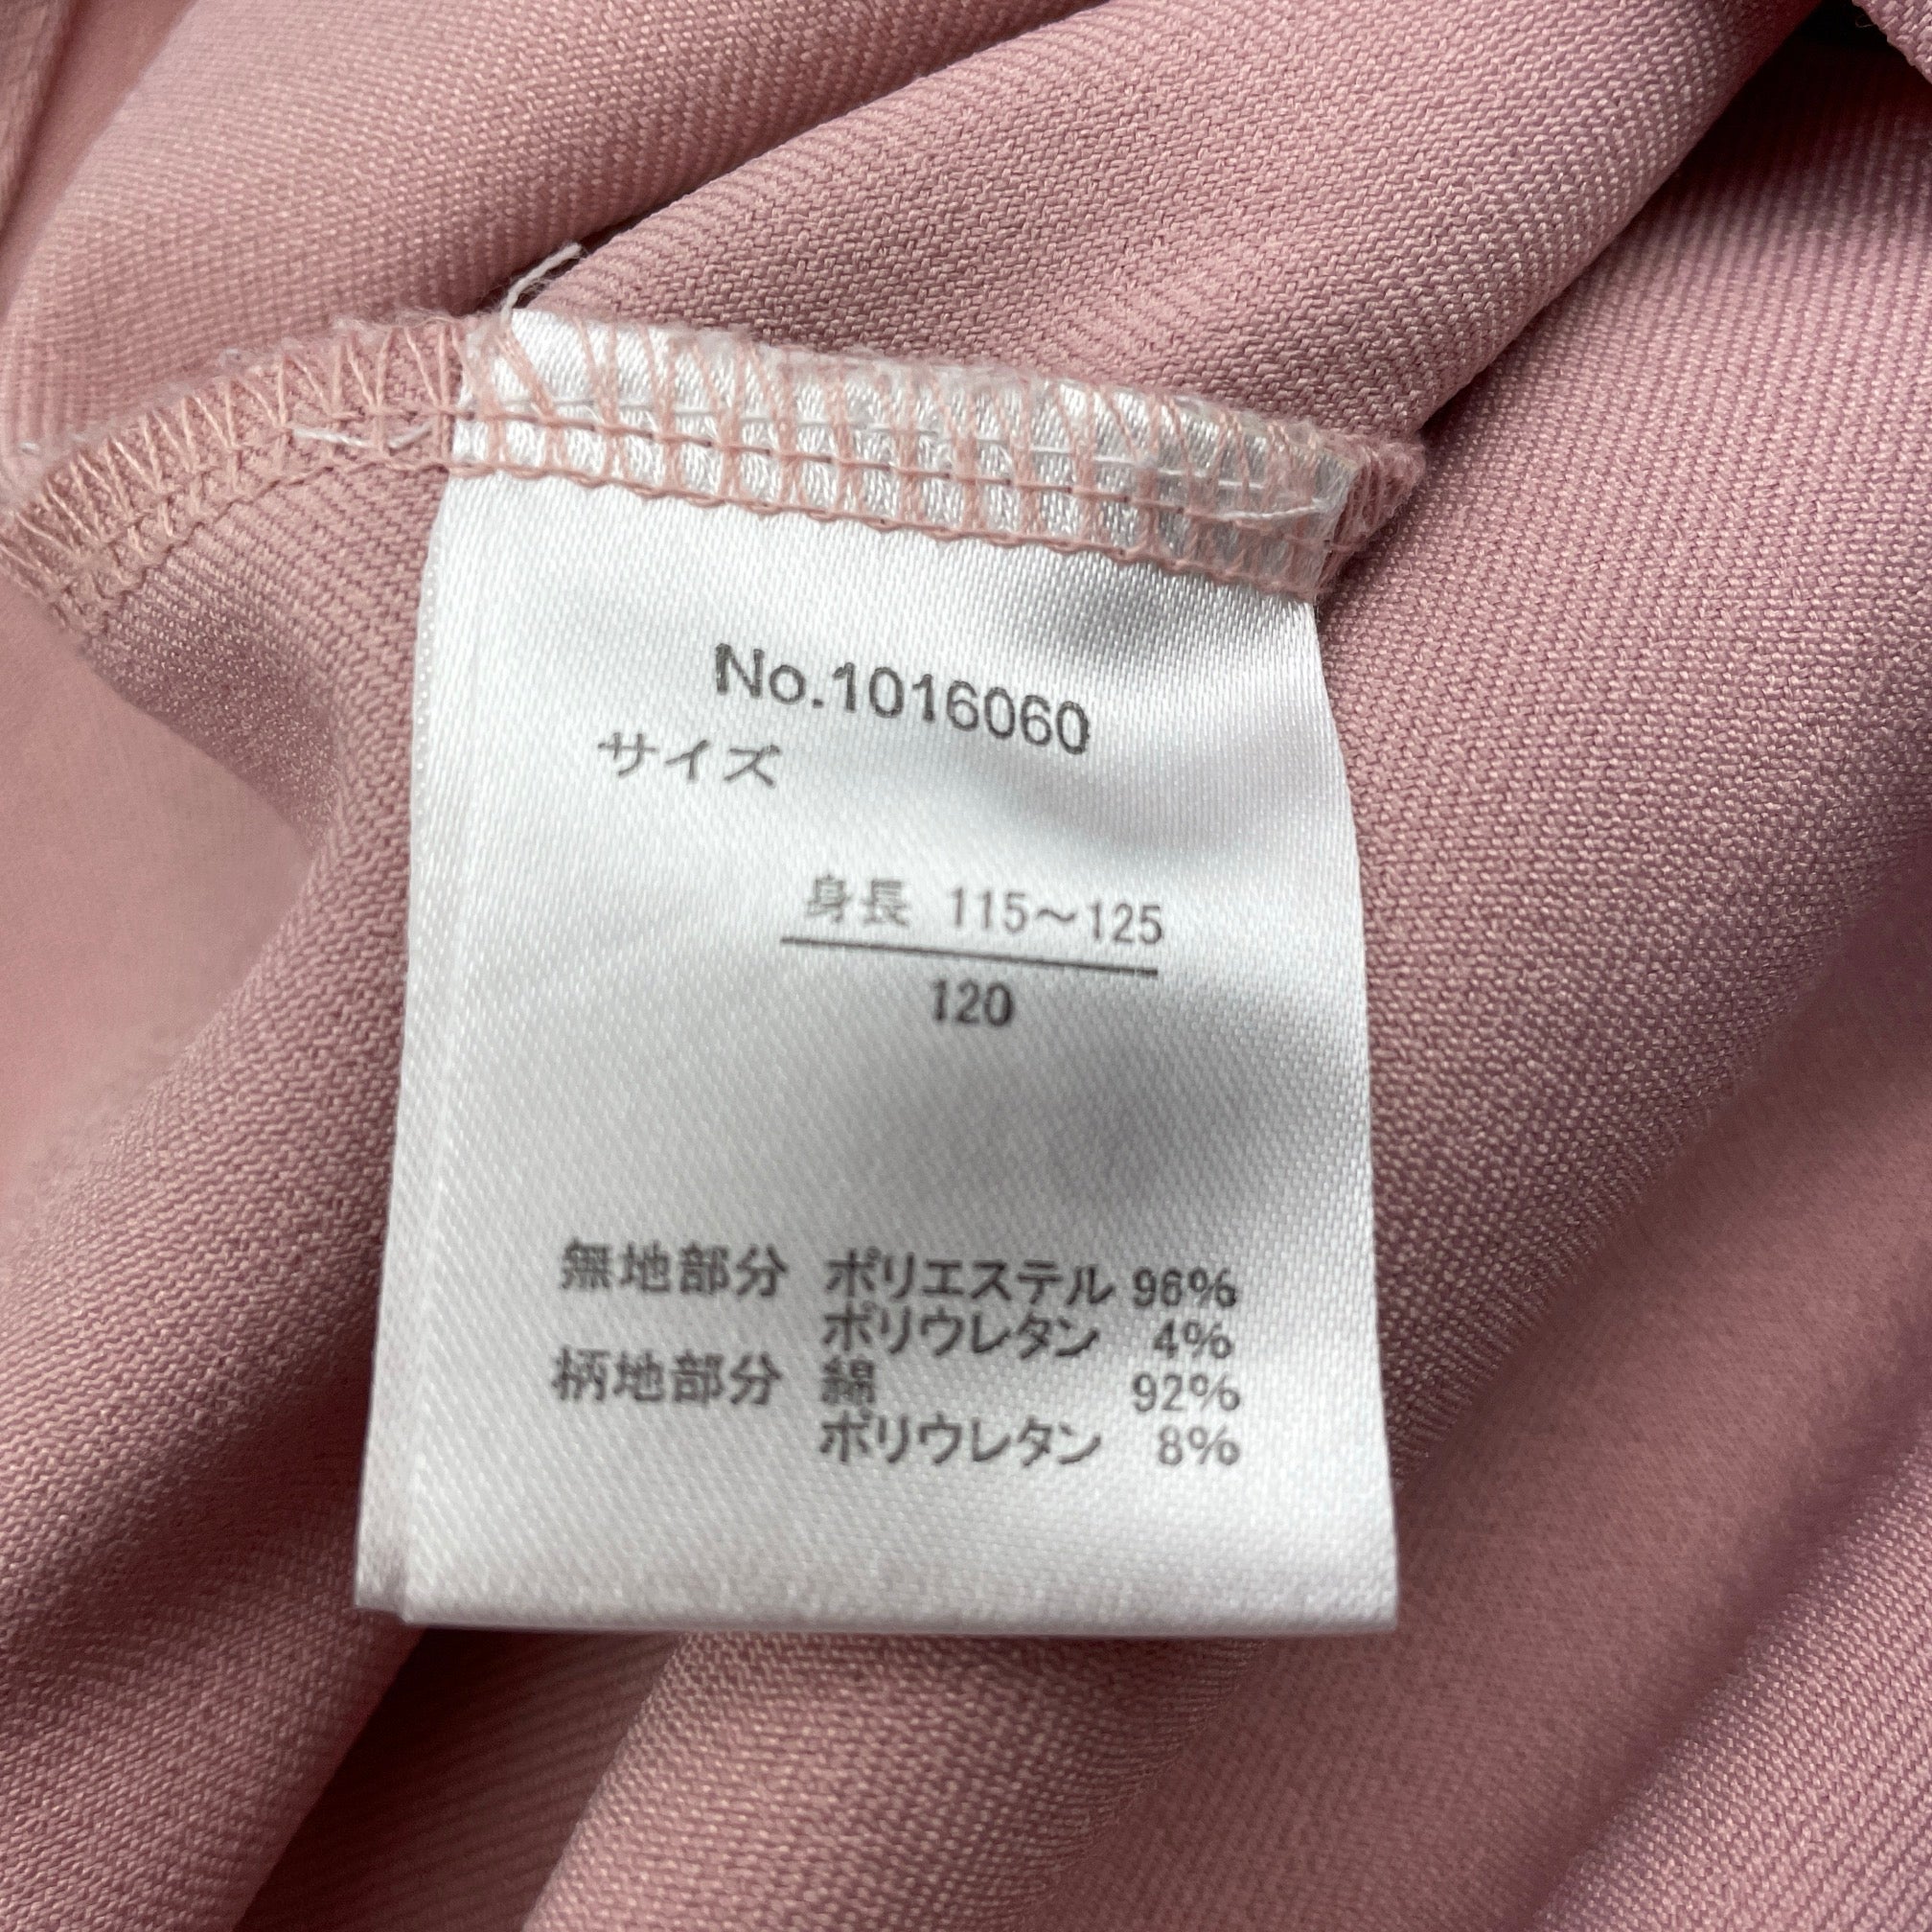 No.1016060
サイズ
身長 115～125
120
無地部分 ポリエステル 96%
ポリウレタン 4%
柄地部分 綿 92%
ポリウレタン 8%